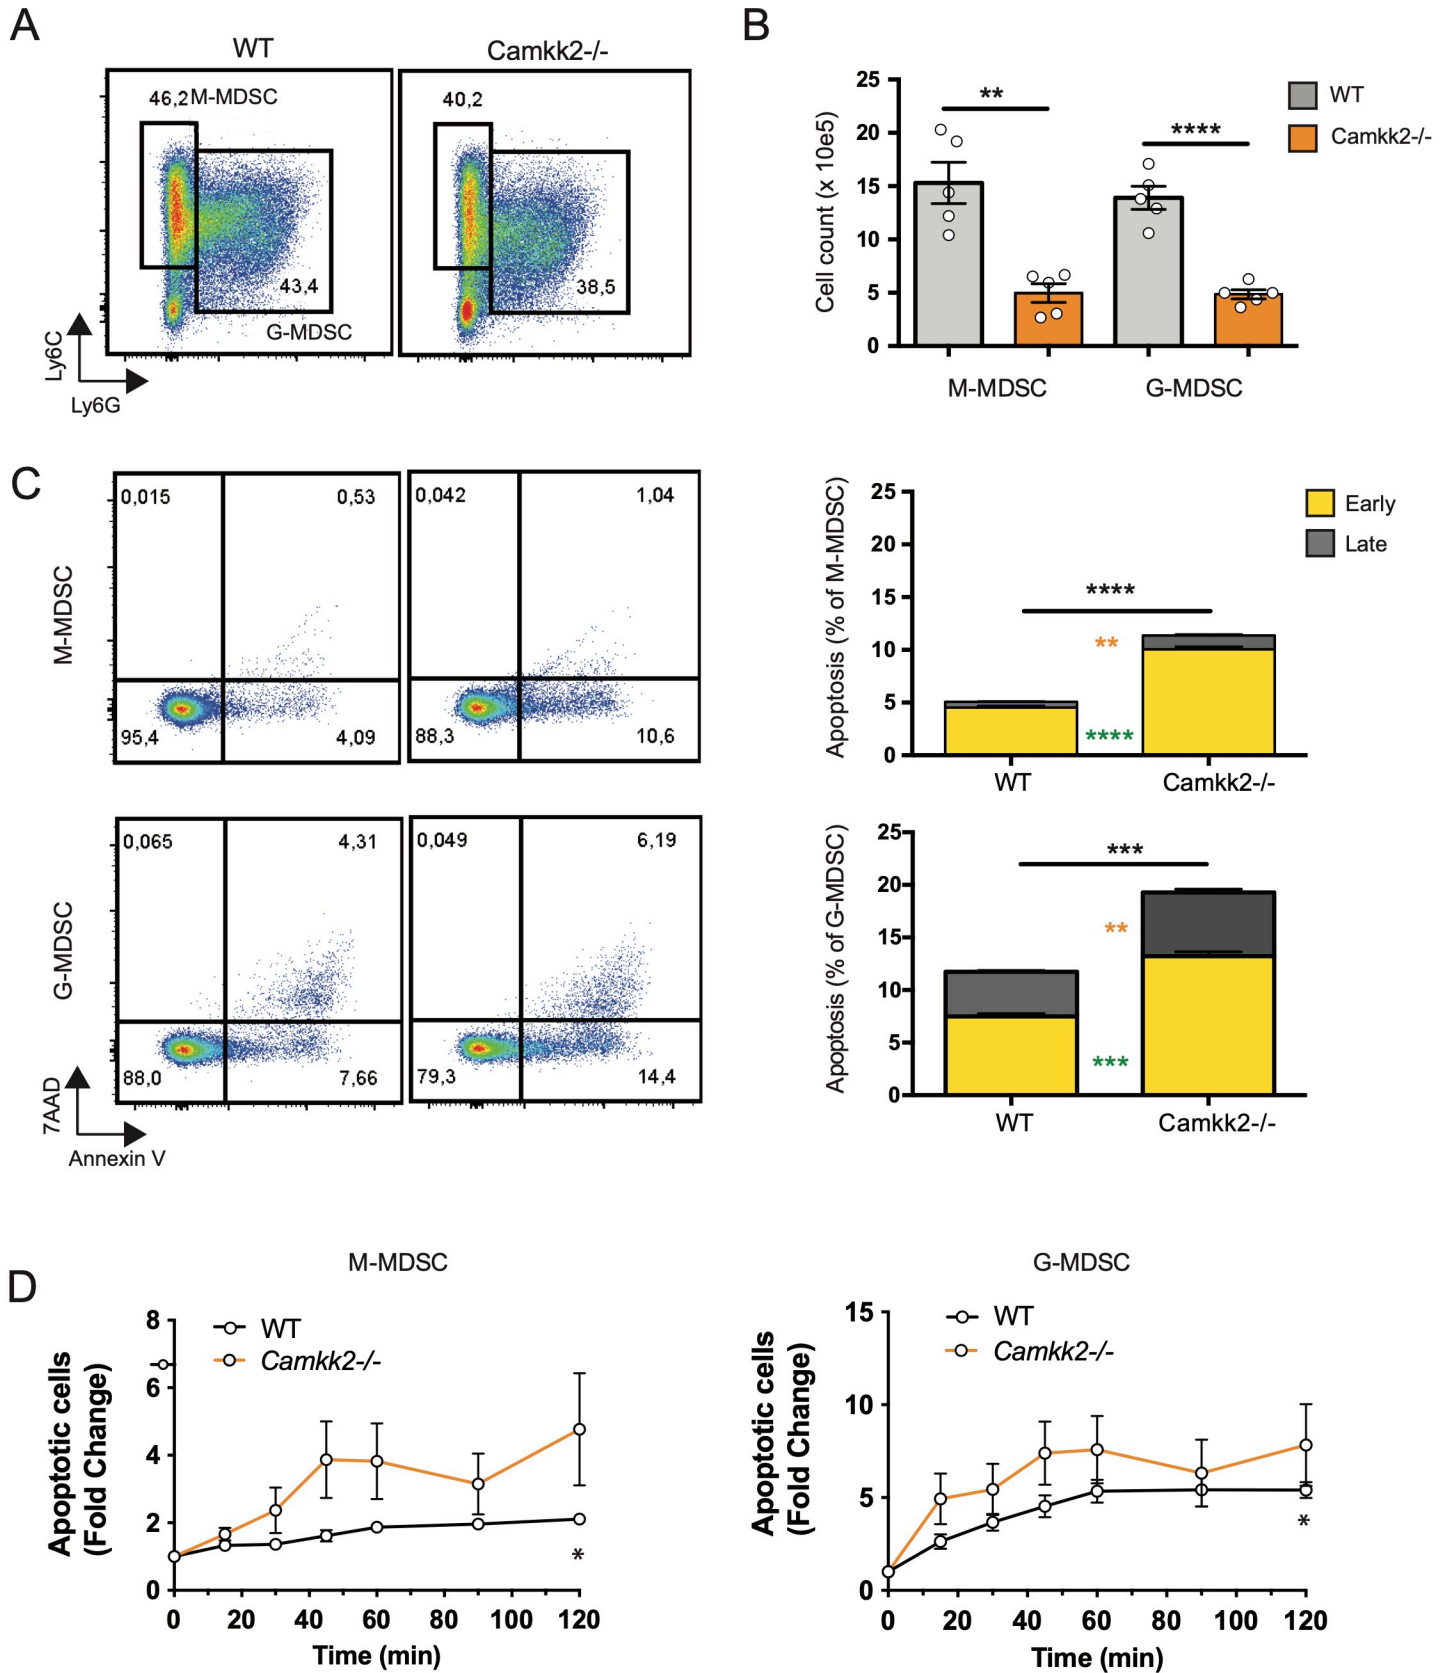 A
WT
Camkk2-/-
46,2 M-MDSC
40,2
43,4
38,5
G-MDSC
Ly6C
Ly6G
B
Cell count (x 10e5)
25
20
15
10
5
0
**
****
M-MDSC
G-MDSC
WT
Camkk2-/-
C
M-MDSC
0,015
0,53
95,4
4,09
0,042
1,04
88,3
10,6
G-MDSC
0,065
4,31
88,0
7,66
0,049
6,19
79,3
14,4
7AAD
Annexin V
Apoptosis (% of M-MDSC)
25
20
15
10
5
0
****
**
****
WT
Camkk2-/-
Early
Late
Apoptosis (% of G-MDSC)
25
20
15
10
5
0
***
**
***
WT
Camkk2-/-
D
M-MDSC
Apoptotic cells
(Fold Change)
8
6
4
2
0
WT
Camkk2-/-
*
0 20 40 60 80 100 120
Time (min)
G-MDSC
Apoptotic cells
(Fold Change)
15
10
5
0
WT
Camkk2-/-
*
0 20 40 60 80 100 120
Time (min)